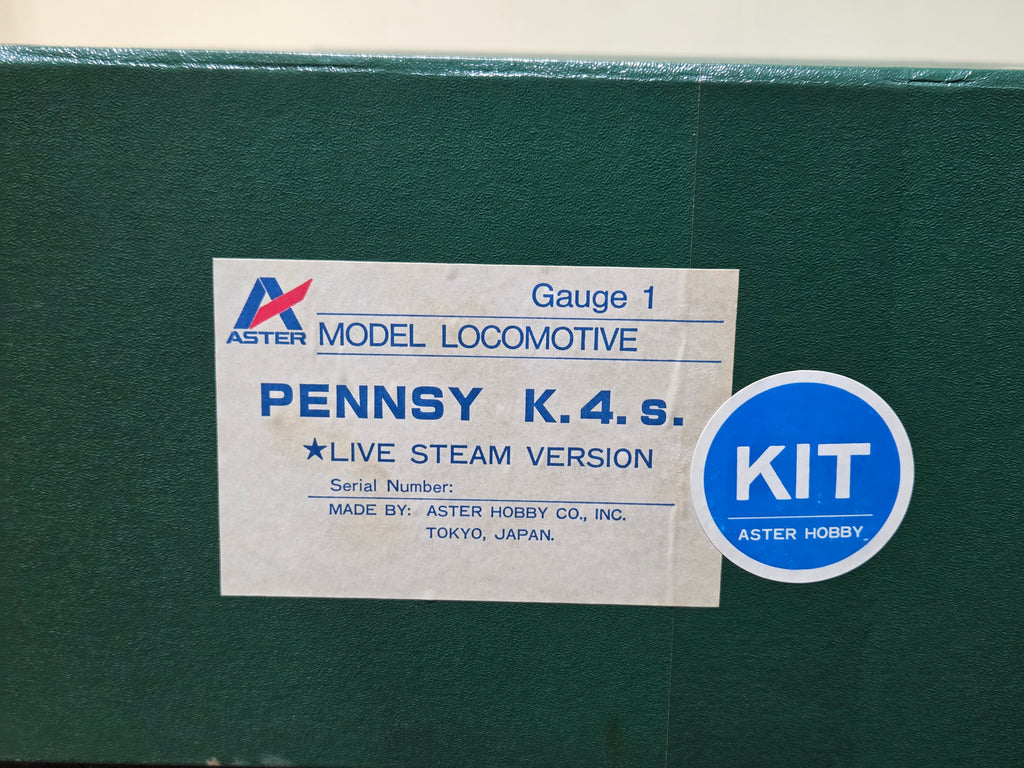 Gauge 1
ASTER
MODEL LOCOMOTIVE
PENNSY K.4.s.
★LIVE STEAM VERSION
Serial Number:
MADE BY: ASTER HOBBY CO., INC.
TOKYO, JAPAN.
KIT
ASTER HOBBY